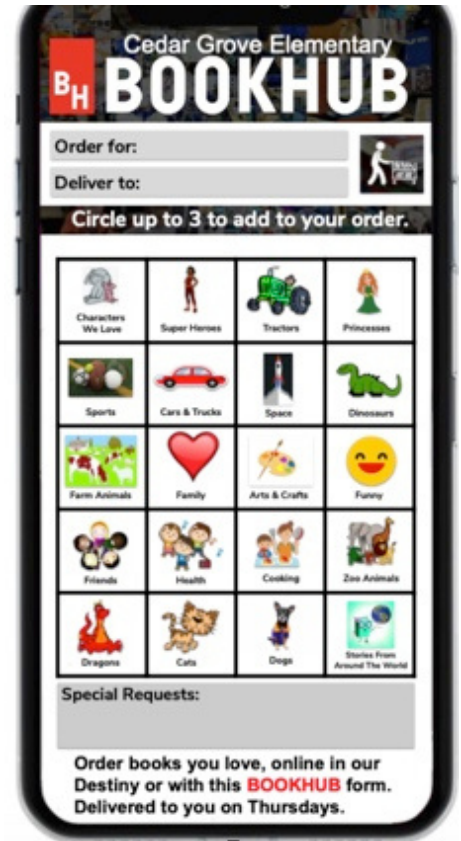 Cedar Grove Elementary
BH BOOKHUB
Order for:
Deliver to:
Circle up to 3 to add to your order.
Characters
We Love
Super Heroes
Tractors
Princesses
Sports
Cars & Trucks
Space
Dinosaurs
Farm Animals
Family
Arts & Crafts
Funny
Friends
Health
Cooking
Zoo Animals
Dragons
Cats
Dogs
Stories From
Around The World
Special Requests:
Order books you love, online in our
Destiny or with this BOOKHUB form.
Delivered to you on Thursdays.